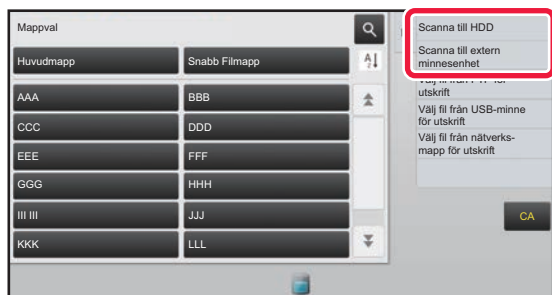 Mappval
Huvudmapp
Snabb Filmapp
AAA
BBB
CCC
DDD
EEE
FFF
GGG
HHH
III III
JJJ
KKK
LLL
Scanna till HDD
Scanna till extern
minnesenhet
utskrift
Välj fil från USB-minne
för utskrift
Välj fil från nätverks-
mapp för utskrift
CA